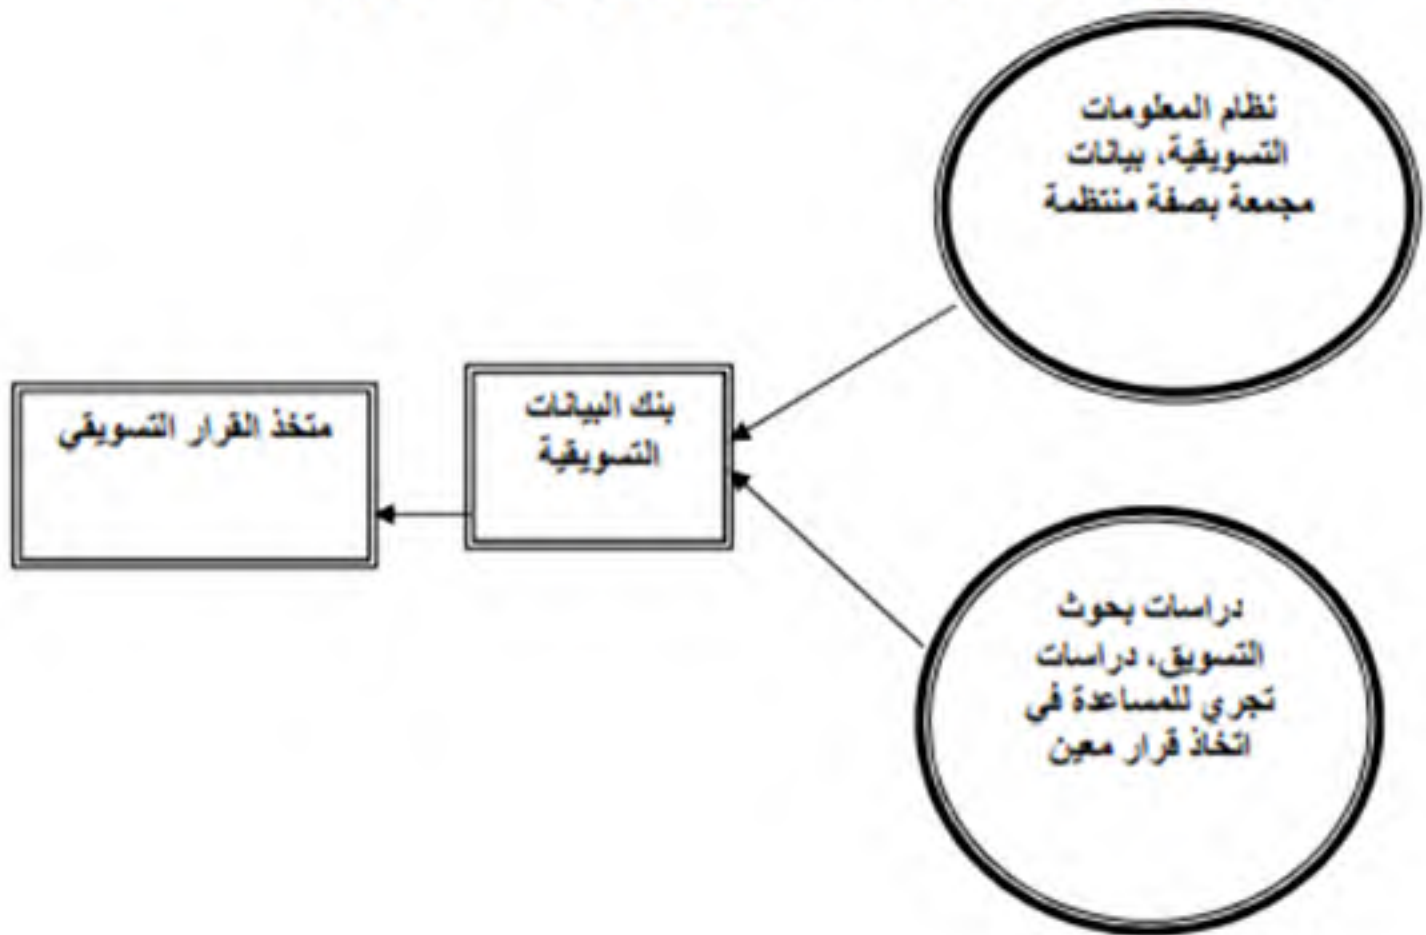 نظام المعلومات
التسويقية، بيانات
مجمعة بصفة منتظمة
بنك البيانات
التسويقية
متخذ القرار التسويقي
دراسات بحوث
التسويق، دراسات
تجري للمساعدة في
اتخاذ قرار معين